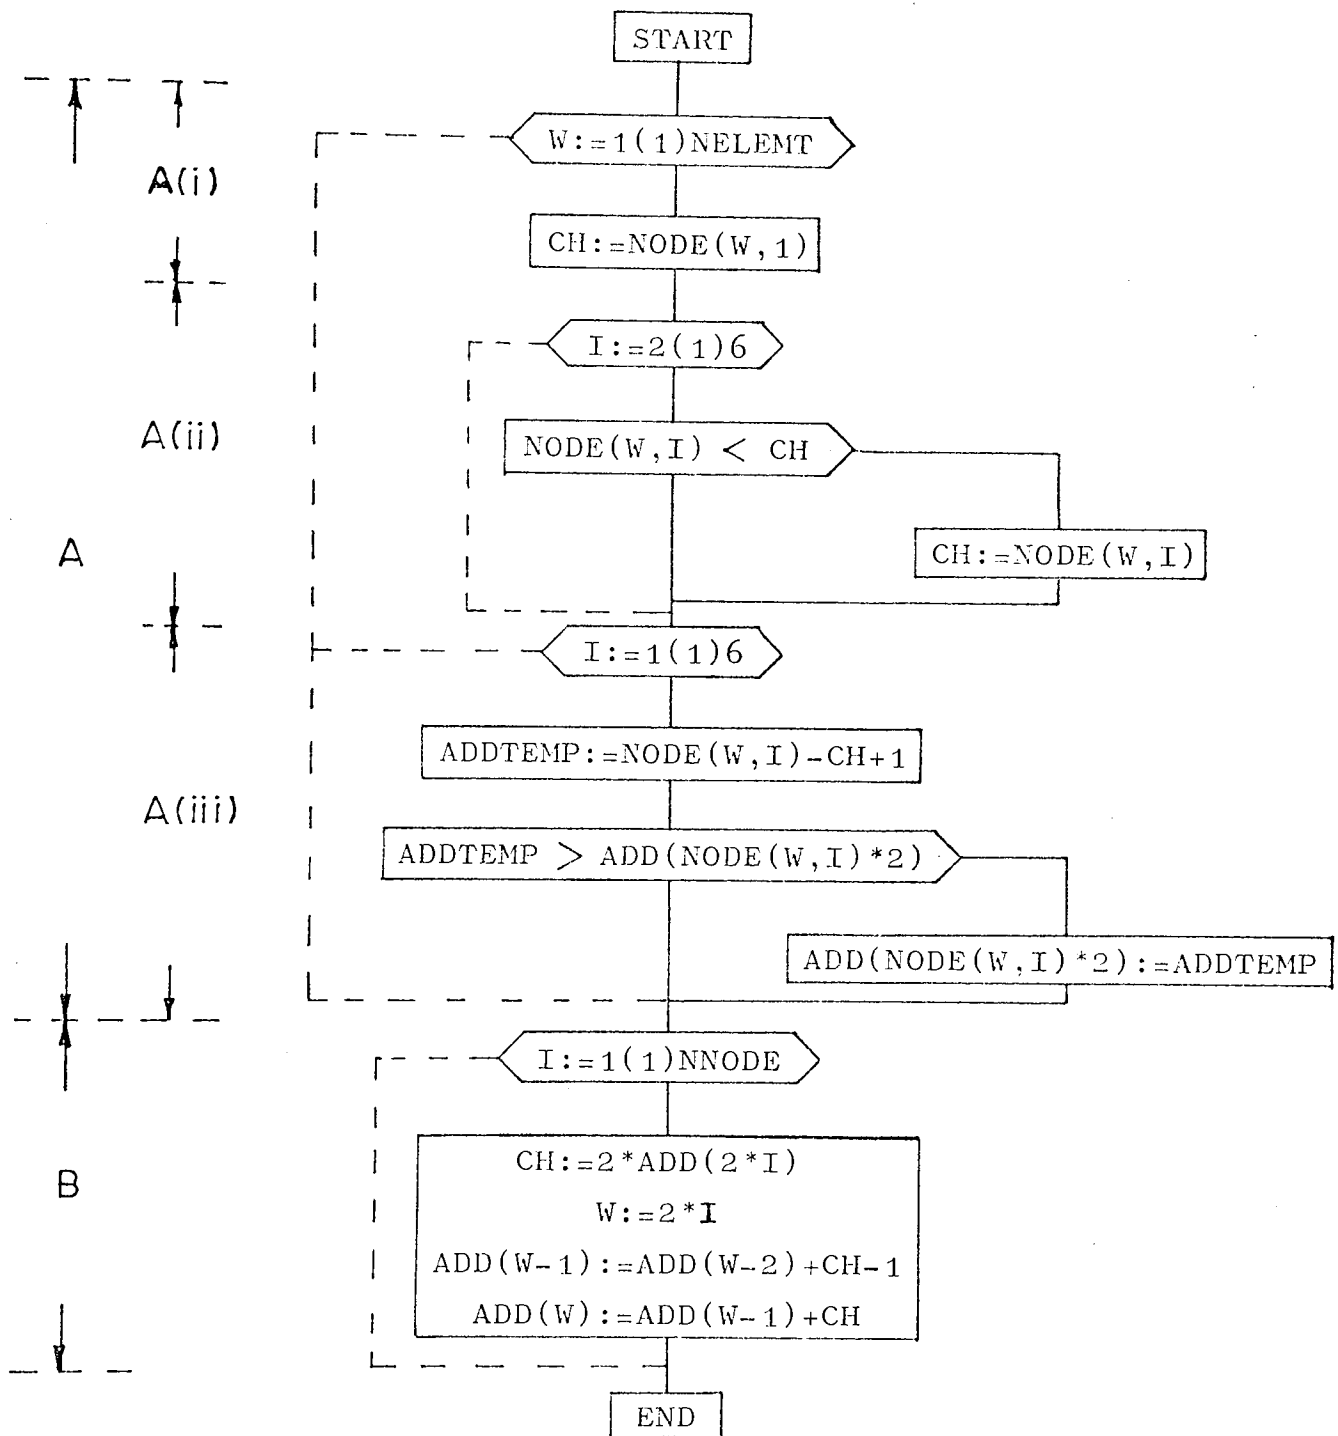 START
W:=1(1)NELEMT
A(i)
CH:=NODE(W,1)
I:=2(1)6
A(ii)
NODE(W,I) < CH
A
CH:=NODE(W,I)
I:=1(1)6
ADDTEMP:=NODE(W,I)-CH+1
A(iii)
ADDTEMP > ADD(NODE(W,I)*2)
ADD(NODE(W,I)*2):=ADDTEMP
I:=1(1)NNODE
B
CH:=2*ADD(2*I)
W:=2*I
ADD(W-1):=ADD(W-2)+CH-1
ADD(W):=ADD(W-1)+CH
END